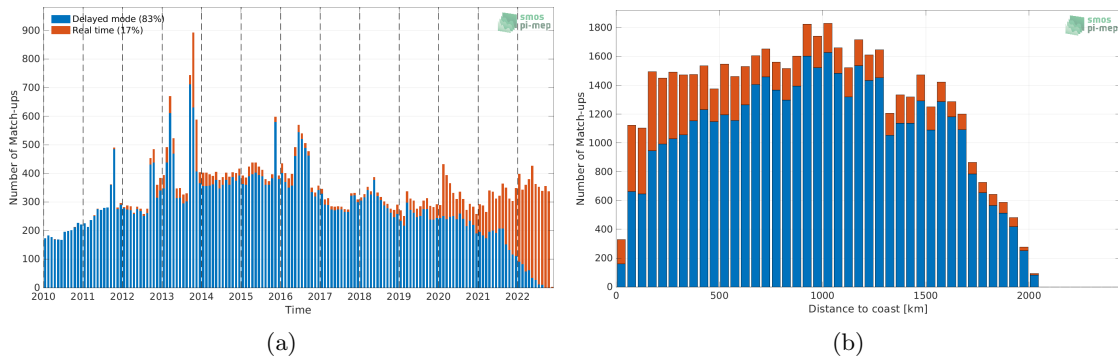 Delayed mode (83%)
Real time (17%)
smos
pi-mep
900
800
700
600
500
400
300
200
100
0
Number of Match-ups
2010 2011 2012 2013 2014 2015 2016 2017 2018 2019 2020 2021 2022
Time
(a)
smos
pi-mep
1800
1600
1400
1200
1000
800
600
400
200
0
Number of Match-ups
0 500 1000 1500 2000
Distance to coast [km]
(b)